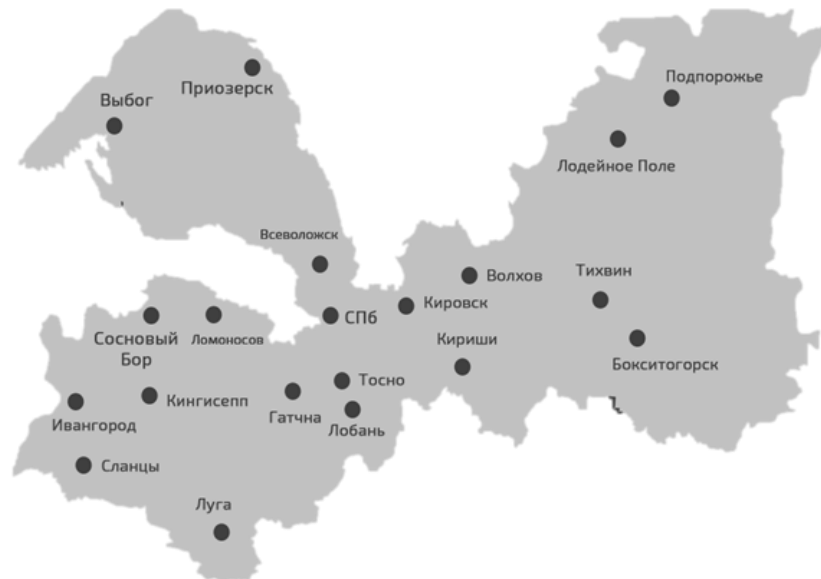 Подпорожье
Приозерск
Выбог
Лодейное Поле
Всеволожск
Волхов
Тихвин
Кировск
СПб
Сосновый
Бор
Ломоносов
Кириши
Бокситогорск
Тосно
Кингисепп
Гатчна
Лобань
Ивангород
Сланцы
Луга